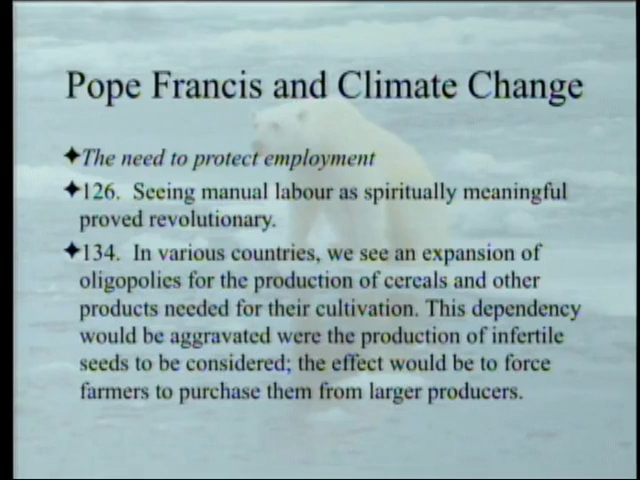 Pope Francis and Climate Change
✦The need to protect employment
✦126.  Seeing manual labour as spiritually meaningful
proved revolutionary.
✦134.  In various countries, we see an expansion of
oligopolies for the production of cereals and other
products needed for their cultivation. This dependency
would be aggravated were the production of infertile
seeds to be considered; the effect would be to force
farmers to purchase them from larger producers.